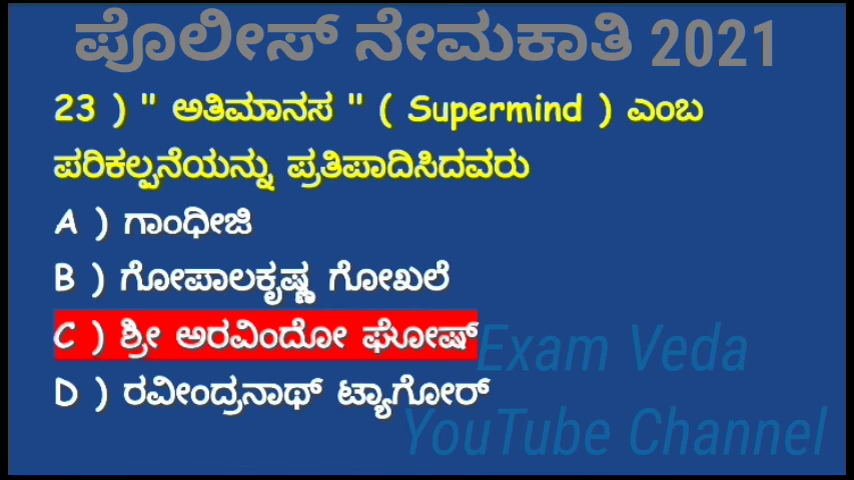 ಪೊಲೀಸ್ ನೇಮಕಾತಿ 2021
23 ) " ಅತಿಮಾನಸ " ( Supermind ) ಎಂಬ
ಪರಿಕಲ್ಪನೆಯನ್ನು ಪ್ರತಿಪಾದಿಸಿದವರು
A ) ಗಾಂಧೀಜಿ
B ) ಗೋಪಾಲಕೃಷ್ಣ ಗೋಖಲೆ
C ) ಶ್ರೀ ಅರವಿಂದೋ ಘೋಷ್
Exam Veda
D ) ರವೀಂದ್ರನಾಥ್ ಟ್ಯಾಗೋರ್
YouTube Channel